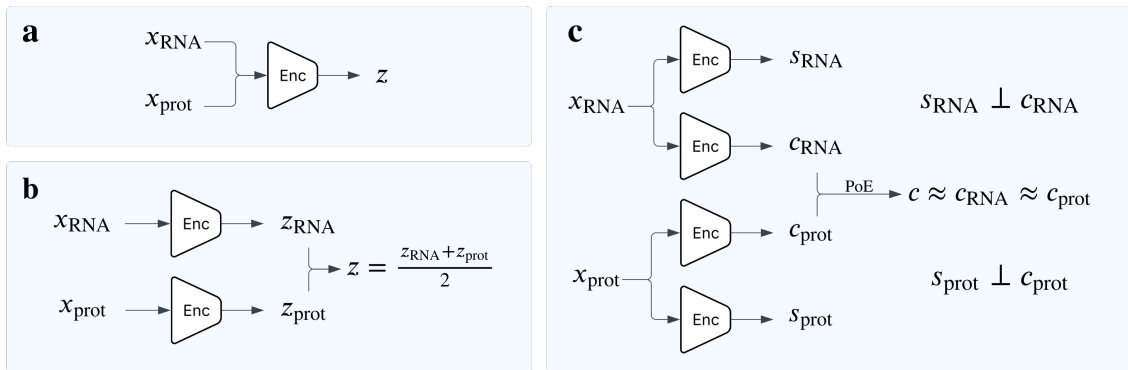 a
x_RNA
x_prot
Enc
z
b
x_RNA
Enc
z_RNA
z = (z_RNA+z_prot)/2
x_prot
Enc
z_prot
c
x_RNA
Enc
s_RNA
Enc
c_RNA
s_RNA ⊥ c_RNA
PoE
c ≈ c_RNA ≈ c_prot
x_prot
Enc
c_prot
Enc
s_prot
s_prot ⊥ c_prot